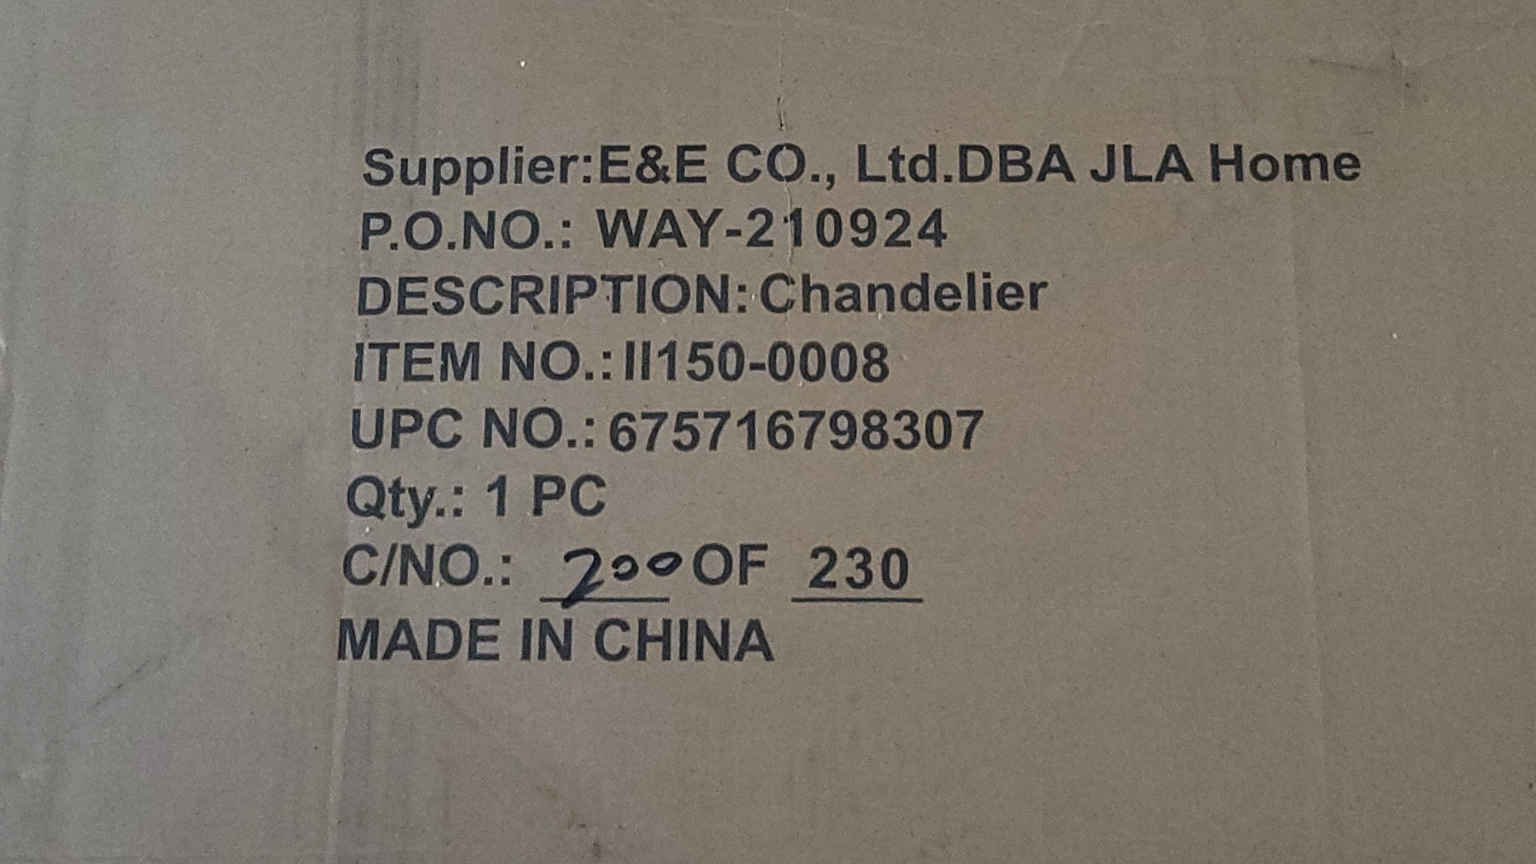 Supplier:E&E CO., Ltd.DBA JLA Home
P.O.NO.: WAY-210924
DESCRIPTION:Chandelier
ITEM NO.:II150-0008
UPC NO.:675716798307
Qty.: 1 PC
C/NO.: 200 OF 230
MADE IN CHINA